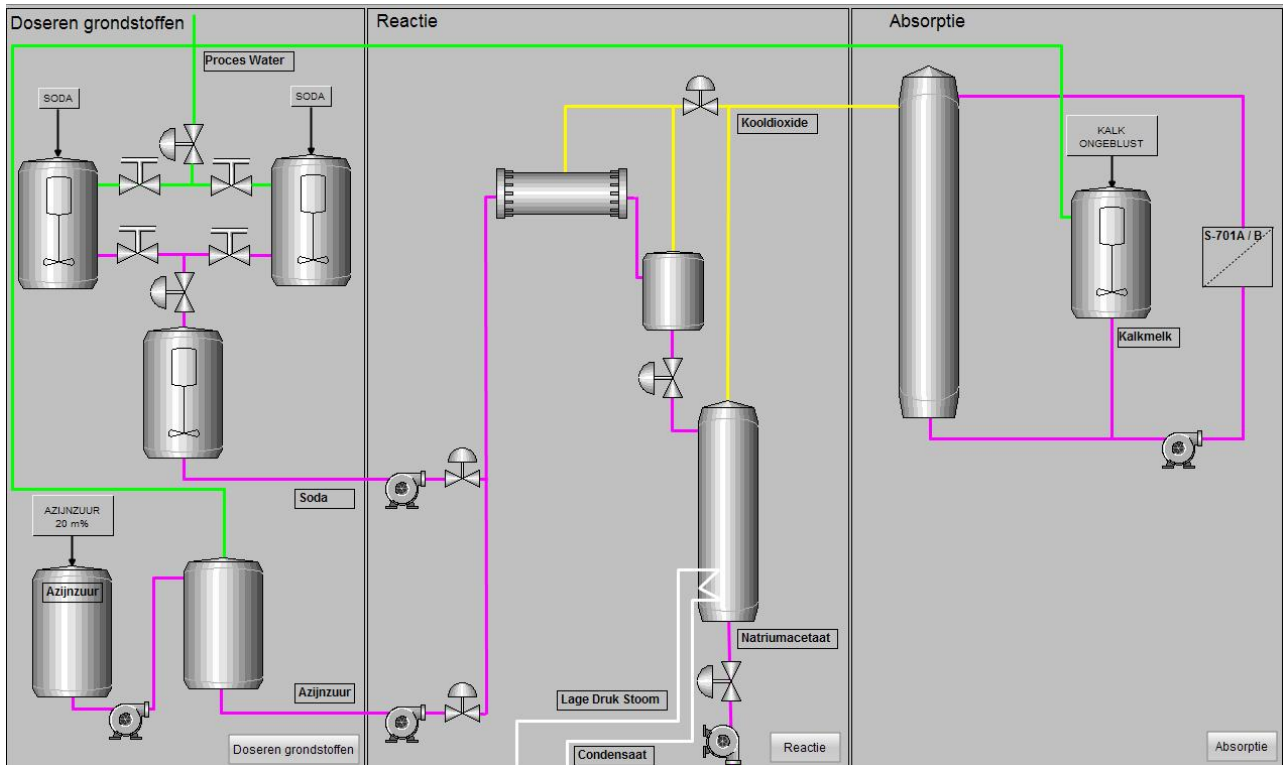 Doseren grondstoffen
Reactie
Absorptie
Proces Water
SODA
SODA
Kooldioxide
KALK
ONGEBLUST
S-701A / B
Kalkmelk
Soda
AZIJNZUUR
20 m%
Azijnzuur
Natriumacetaat
Azijnzuur
Lage Druk Stoom
Condensaat
Doseren grondstoffen
Reactie
Absorptie